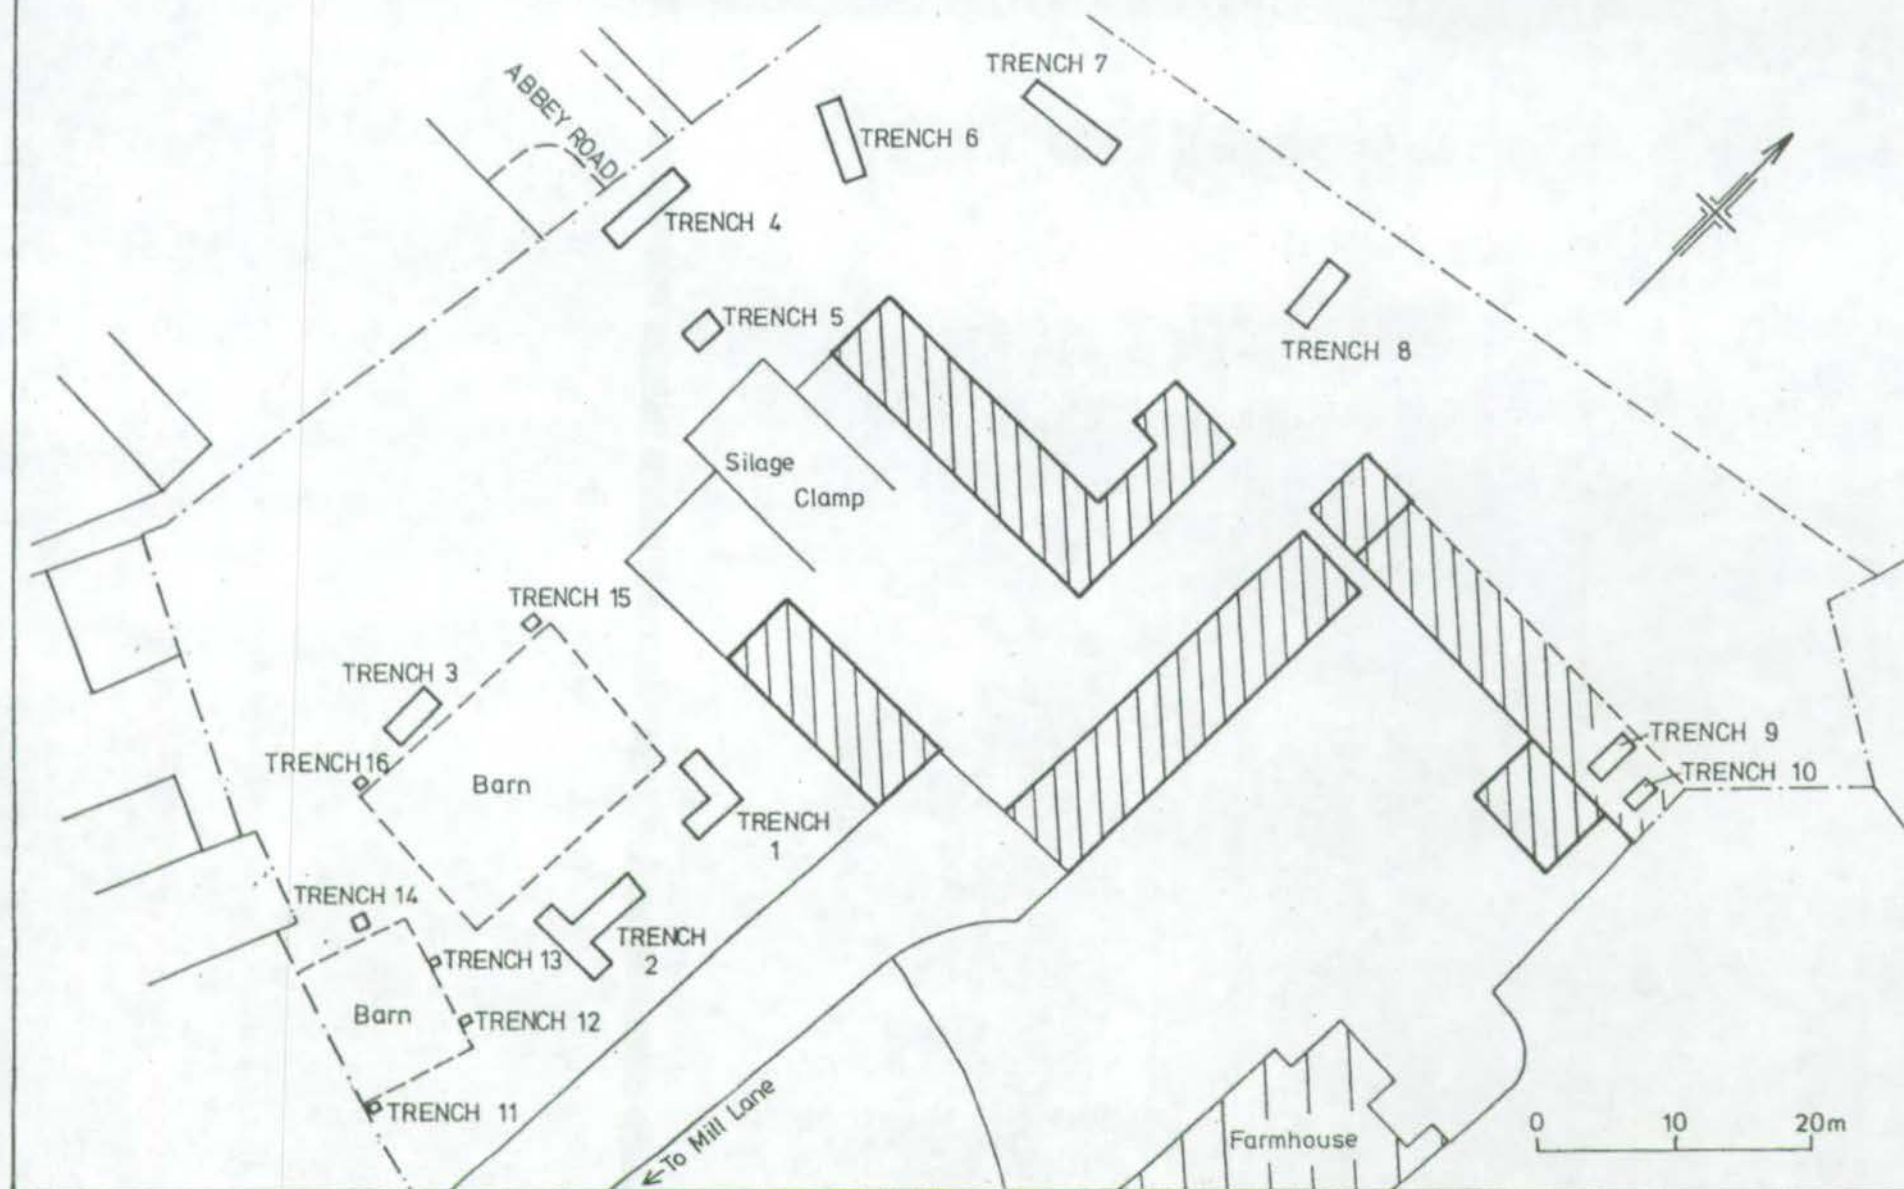 TRENCH 7
ABBEY ROAD
TRENCH 6
TRENCH 4
TRENCH 5
TRENCH 8
Silage
Clamp
TRENCH 15
TRENCH 3
TRENCH 16
Barn
TRENCH 9
TRENCH 10
TRENCH
1
TRENCH 14
TRENCH
2
TRENCH 13
Barn
TRENCH 12
TRENCH 11
←To Mill Lane
Farmhouse
0 10 20m